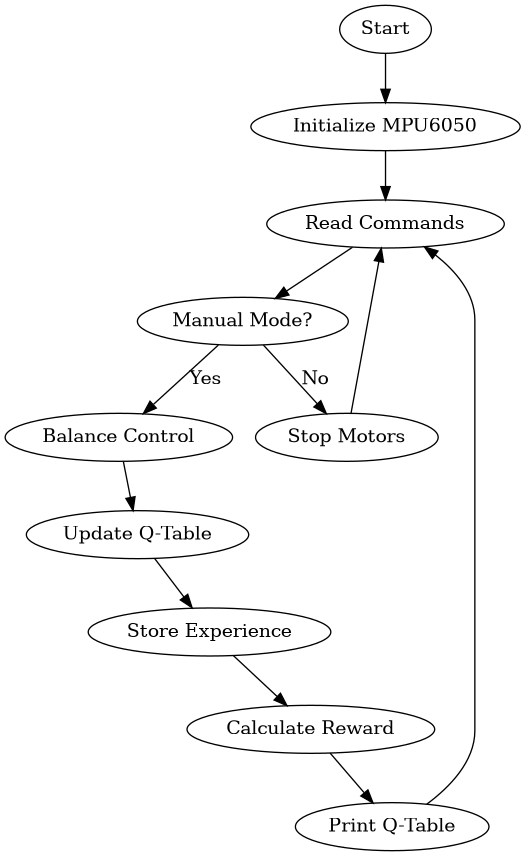 Start
Initialize MPU6050
Read Commands
Manual Mode?
Yes
No
Balance Control
Stop Motors
Update Q-Table
Store Experience
Calculate Reward
Print Q-Table